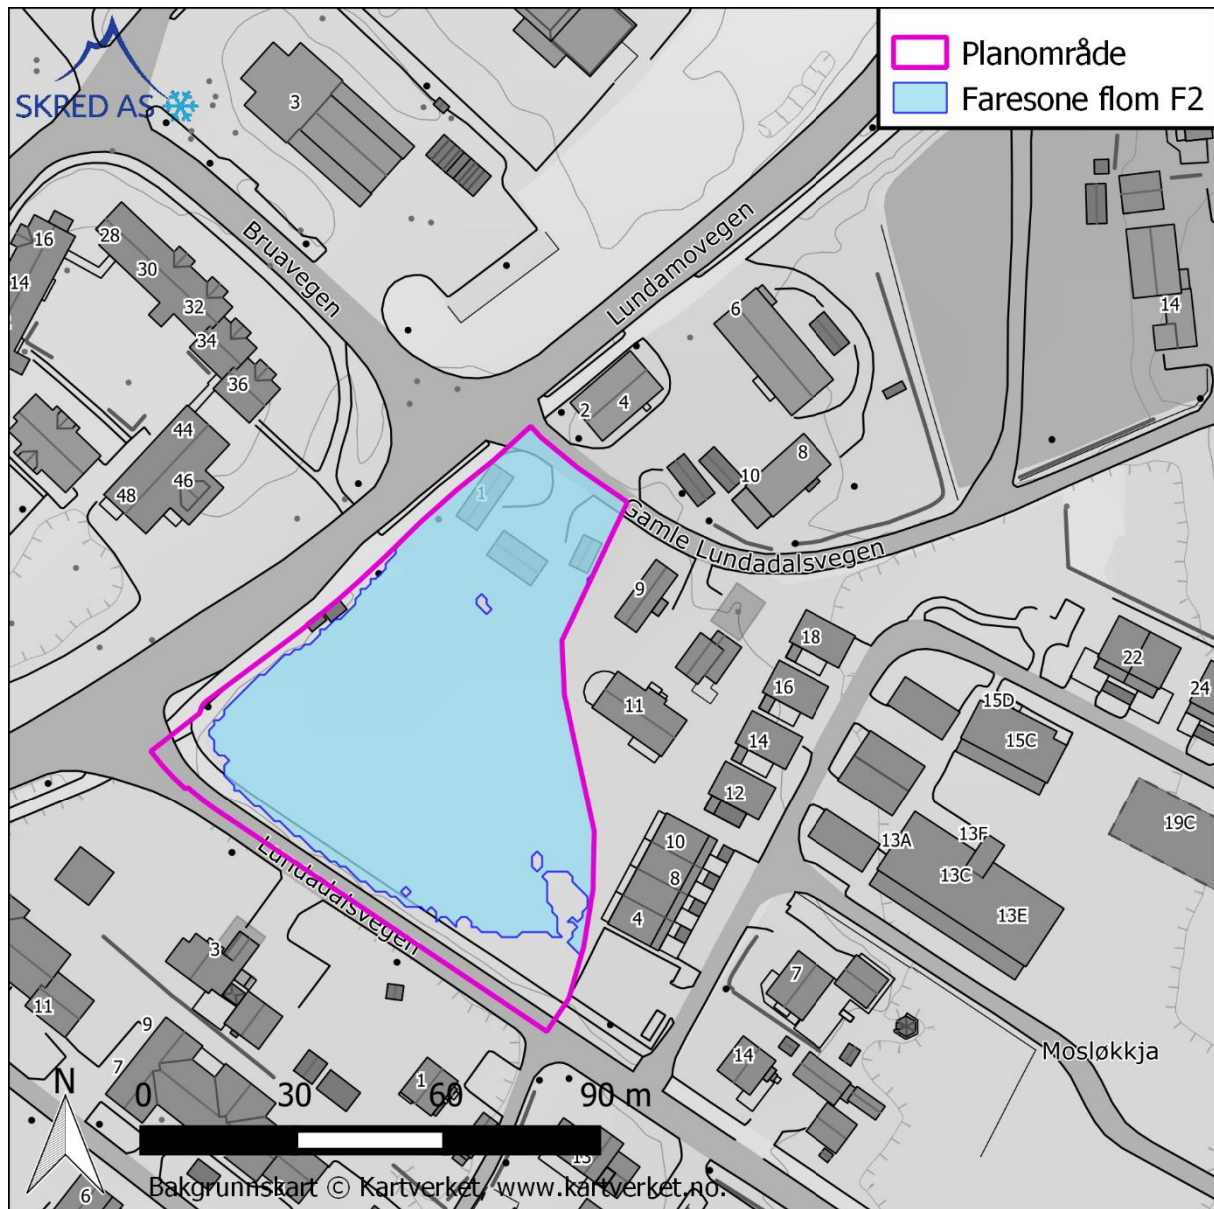 SKRED AS
Planområde
Faresone flom F2
3
16
14
28
30
32
34
36
44
46
48
Bruavegen
Lundamovegen
6
2
4
14
8
10
1
Gamle Lundadalsvegen
9
18
22
24
16
11
15D
15C
14
12
19C
10
13A
13F
8
13C
4
13E
Lundadalsvegen
3
7
11
9
14
Mosløkkja
7
1
N
0
30
60
90 m
13
6
Bakgrunnskart © Kartverket, www.kartverket.no.